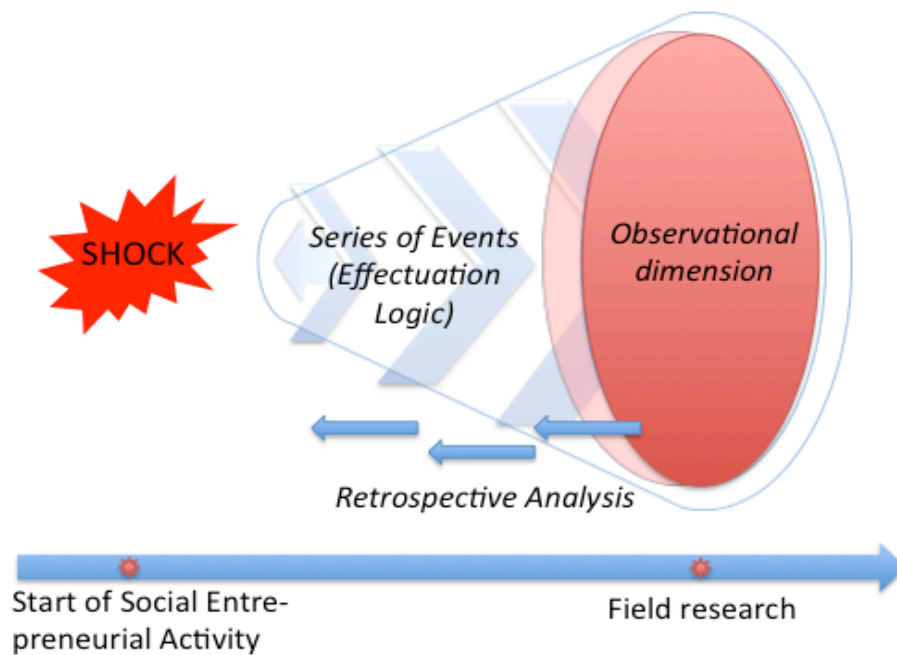 SHOCK
Series of Events
(Effectuation
Logic)
Observational
dimension
Retrospective Analysis
Start of Social Entre-
preneurial Activity
Field research